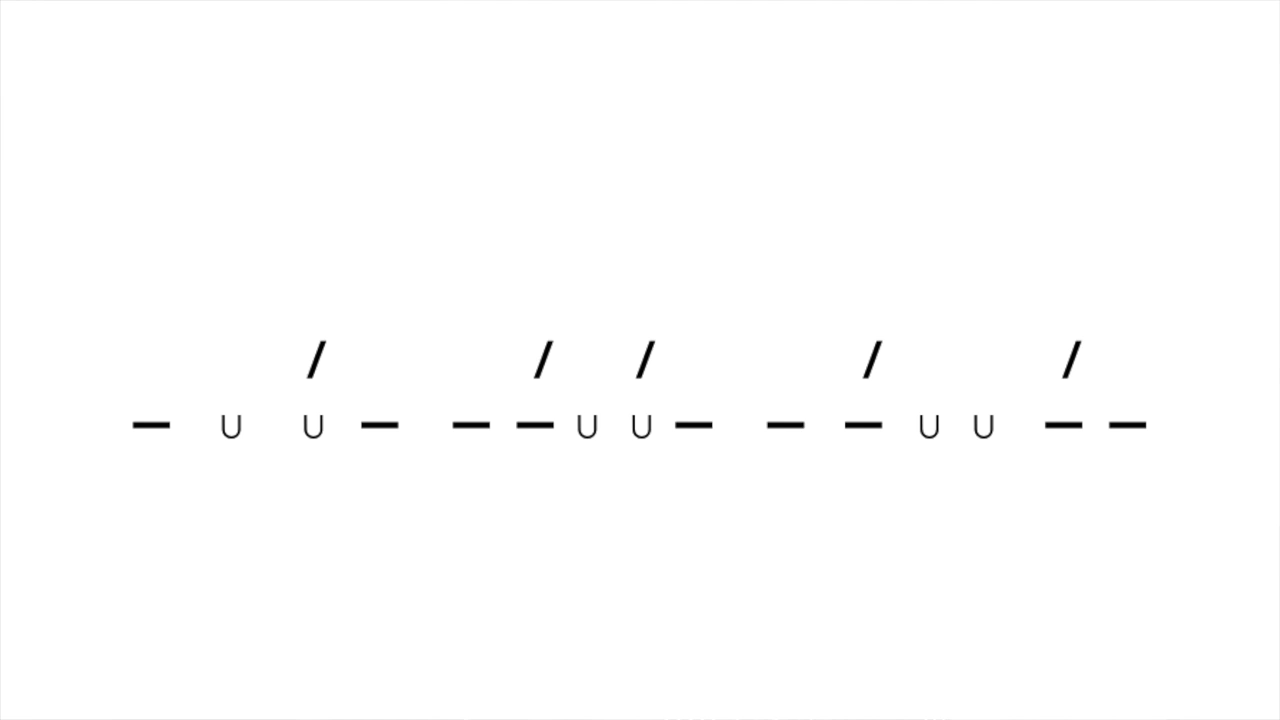 / / / / /
— U U — — — U U — — — U U — —